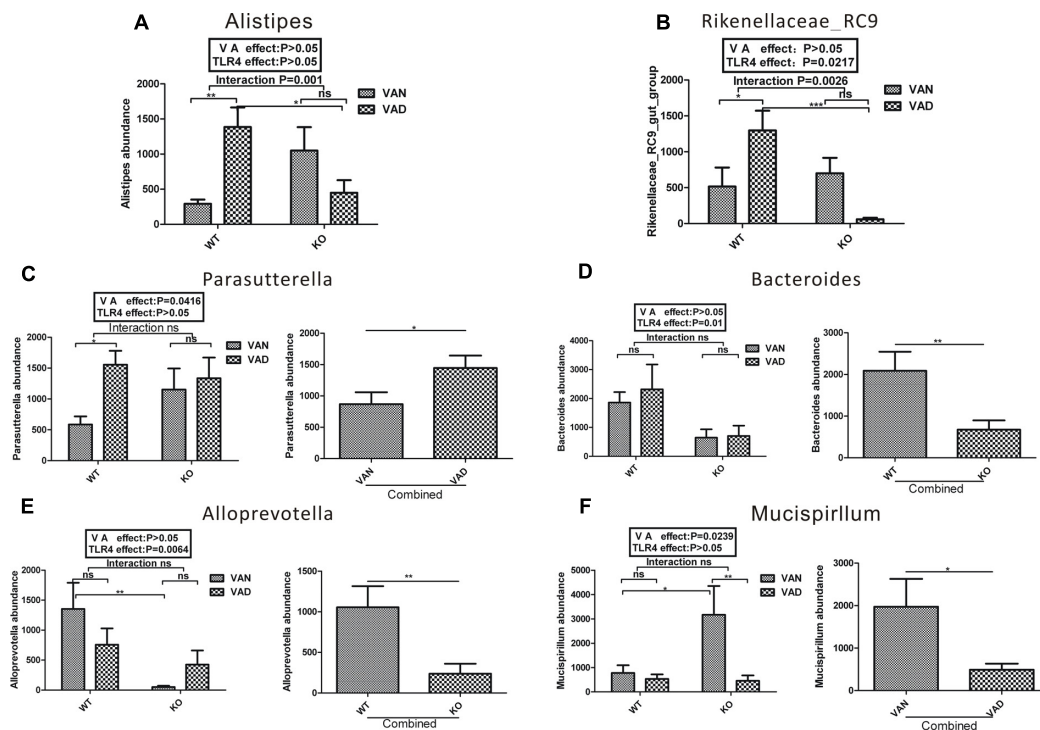 A
Alistipes
V A effect:P>0.05
TLR4 effect:P>0.05
Interaction P=0.001
**
ns
*
VAN
VAD
Alistipes abundance
2000
1500
1000
500
0
WT
KO
B
Rikenellaceae_RC9
V A effect: P>0.05
TLR4 effect: P=0.0217
Interaction P=0.0026
*
ns
***
VAN
VAD
Rikenellaceae_RC9_gut_group
2000
1500
1000
500
0
WT
KO
C
Parasutterella
V A effect:P=0.0416
TLR4 effect:P>0.05
Interaction ns
*
ns
VAN
VAD
Parasutterella abundance
2000
1500
1000
500
0
WT
KO
*
Parasutterella abundance
2000
1500
1000
500
0
VAN
VAD
Combined
D
Bacteroides
V A effect:P>0.05
TLR4 effect:P=0.01
Interaction ns
ns
ns
VAN
VAD
Bacteroides abundance
4000
3000
2000
1000
0
WT
KO
**
Bacteroides abundance
3000
2000
1000
0
WT
KO
Combined
E
Alloprevotella
V A effect:P>0.05
TLR4 effect:P=0.0064
Interaction ns
ns
ns
**
VAN
VAD
Alloprevotella abundance
2000
1500
1000
500
0
WT
KO
**
Alloprevotella abundance
1500
1000
500
0
WT
KO
Combined
F
Mucispirllum
V A effect:P=0.0239
TLR4 effect:P>0.05
Interaction ns
ns
**
*
VAN
VAD
Mucispirillum abundance
5000
4000
3000
2000
1000
0
WT
KO
*
Mucispirillum abundance
3000
2000
1000
0
VAN
VAD
Combined